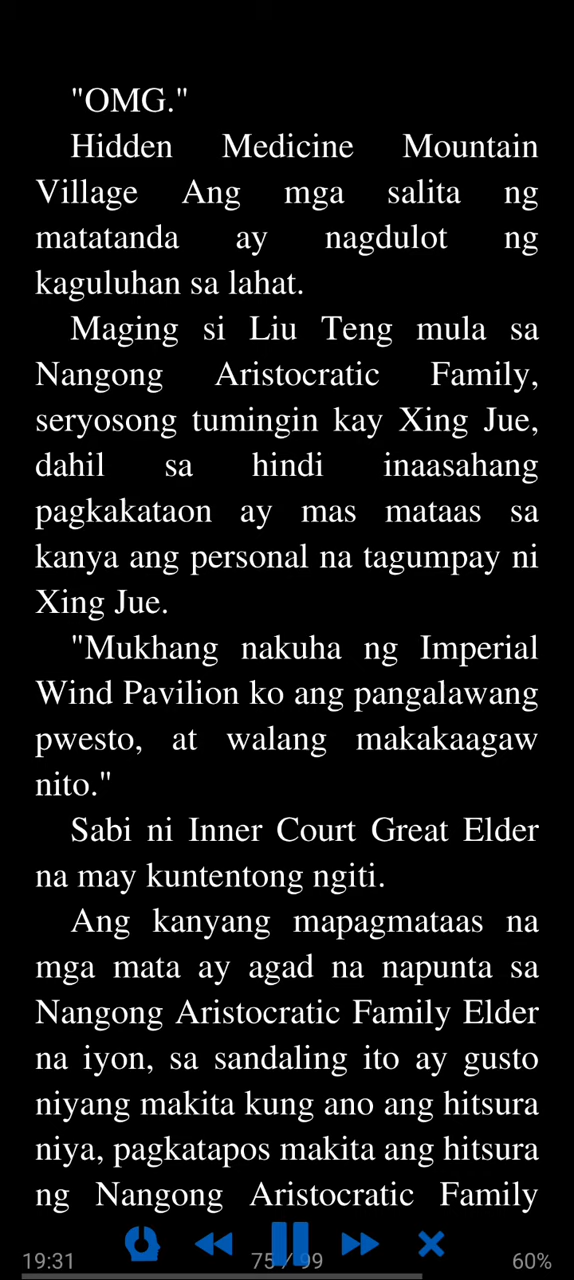 "OMG."
Hidden Medicine Mountain
Village Ang mga salita ng
matatanda ay nagdulot ng
kaguluhan sa lahat.
Maging si Liu Teng mula sa
Nangong Aristocratic Family,
seryosong tumingin kay Xing Jue,
dahil sa hindi inaasahang
pagkakataon ay mas mataas sa
kanya ang personal na tagumpay ni
Xing Jue.
"Mukhang nakuha ng Imperial
Wind Pavilion ko ang pangalawang
pwesto, at walang makakaagaw
nito."
Sabi ni Inner Court Great Elder
na may kuntentong ngiti.
Ang kanyang mapagmataas na
mga mata ay agad na napunta sa
Nangong Aristocratic Family Elder
na iyon, sa sandaling ito ay gusto
niyang makita kung ano ang hitsura
niya, pagkatapos makita ang hitsura
ng Nangong Aristocratic Family
19:31 75 / 99 60%